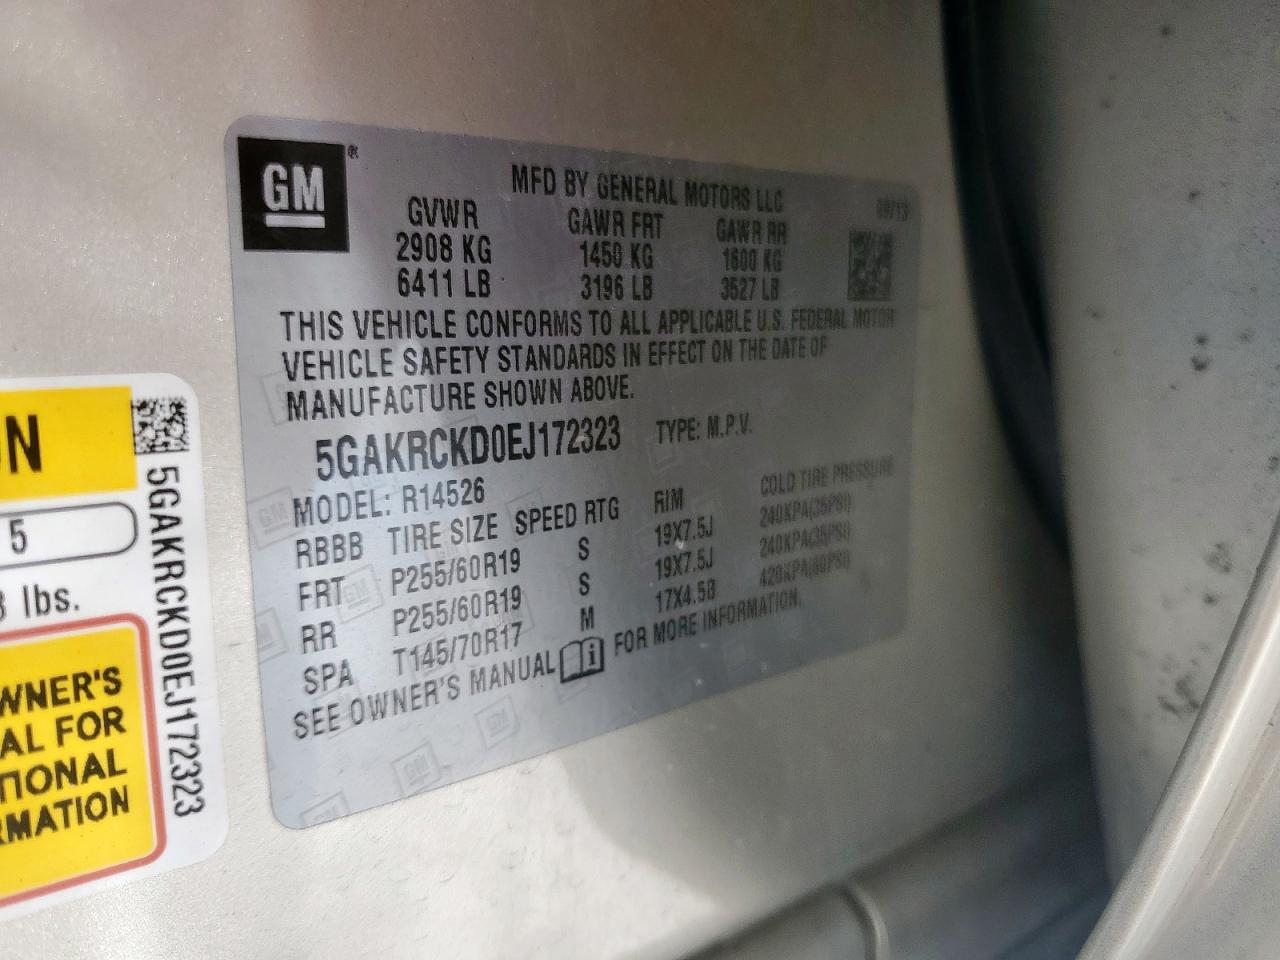 GM®
MFD BY GENERAL MOTORS LLC
09/13
GVWR GAWR FRT GAWR RR
2908 KG 1450 KG 1600 KG
6411 LB 3196 LB 3527 LB
THIS VEHICLE CONFORMS TO ALL APPLICABLE U.S. FEDERAL MOTOR
VEHICLE SAFETY STANDARDS IN EFFECT ON THE DATE OF
MANUFACTURE SHOWN ABOVE.
5GAKRCKD0EJ172323 TYPE: M.P.V.
MODEL: R14526
RBBB TIRE SIZE SPEED RTG RIM COLD TIRE PRESSURE
FRT P255/60R19 S 19X7.5J 240KPA(35PSI)
RR P255/60R19 S 19X7.5J 240KPA(35PSI)
SPA T145/70R17 M 17X4.5B 420KPA(60PSI)
SEE OWNER'S MANUAL i FOR MORE INFORMATION.
ON
5
lbs.
5GAKRCKD0EJ172323
WNER'S
AL FOR
TIONAL
RMATION